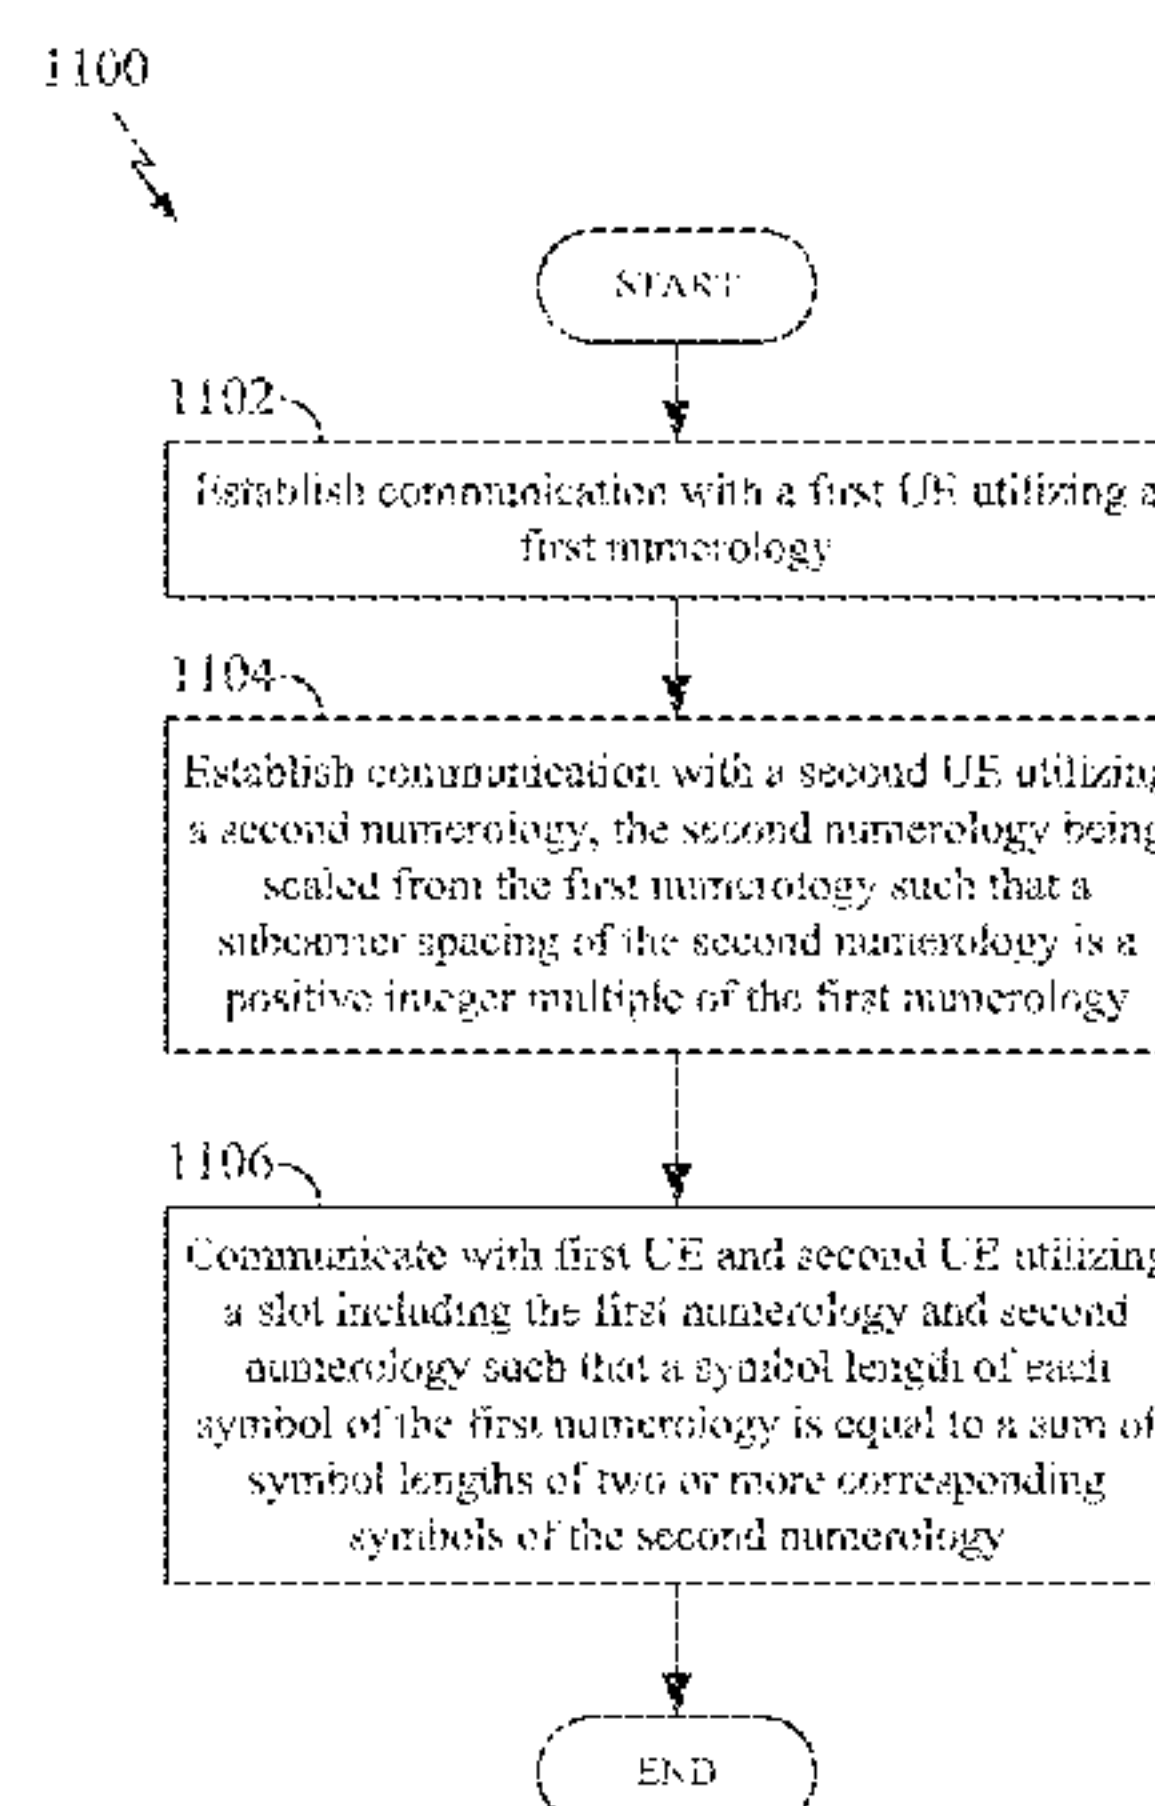 1100
START
1102
Establish communication with a first UE utilizing a
first numerology
1104
Establish communication with a second UE utilizing
a second numerology, the second numerology being
scaled from the first numerology such that a
subcarrier spacing of the second numerology is a
positive integer multiple of the first numerology
1106
Communicate with first UE and second UE utilizing
a slot including the first numerology and second
numerology such that a symbol length of each
symbol of the first numerology is equal to a sum of
symbol lengths of two or more corresponding
symbols of the second numerology
END